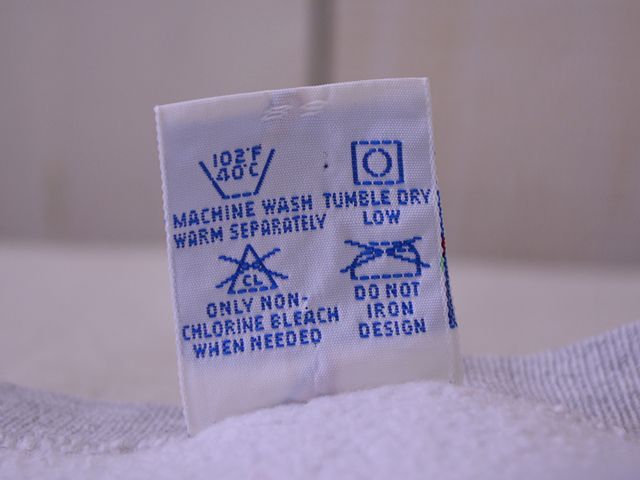 102°F
40°C
MACHINE WASH
WARM SEPARATELY
TUMBLE DRY
LOW
CL
ONLY NON-
CHLORINE BLEACH
WHEN NEEDED
DO NOT
IRON
DESIGN